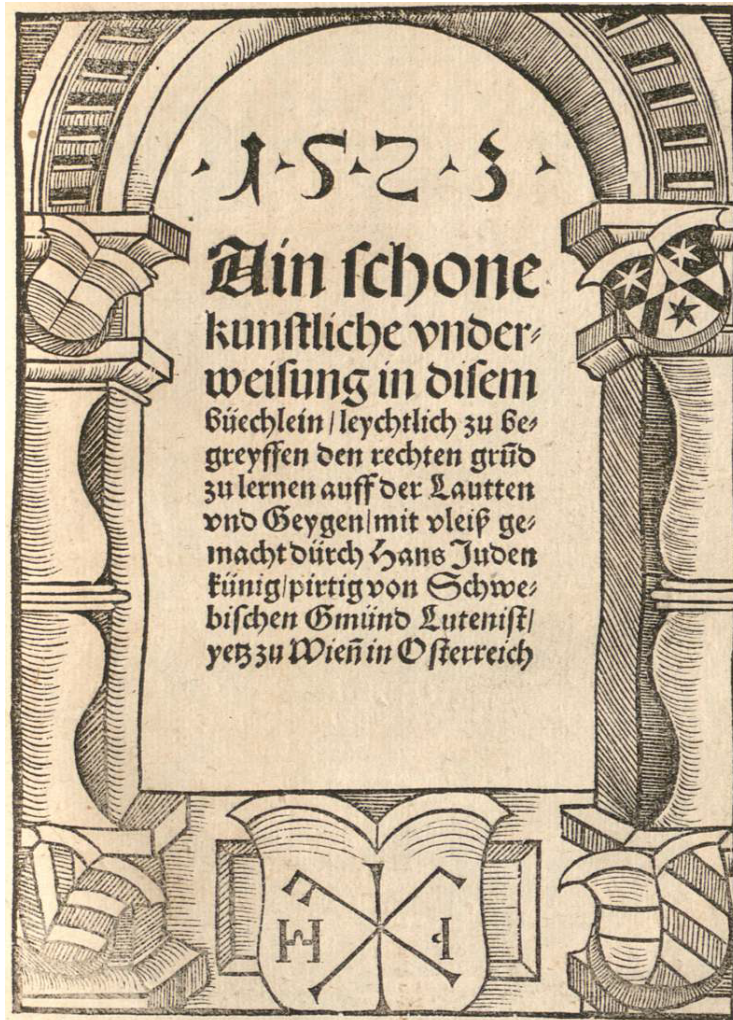 ·1·5·2·3·
Ain schone
kunstliche vnder⸗
weisung in disem
büechlein/leychtlich zu be⸗
greyffen den rechten grūd
zu lernen auff der Lautten
vnd Geygen/mit vleiß ge⸗
macht dürch Hans Juden
künig/pirtig von Schwe⸗
bischen Gmünd Lutenist/
yetz zu Wien̄ in Osterreich
H I